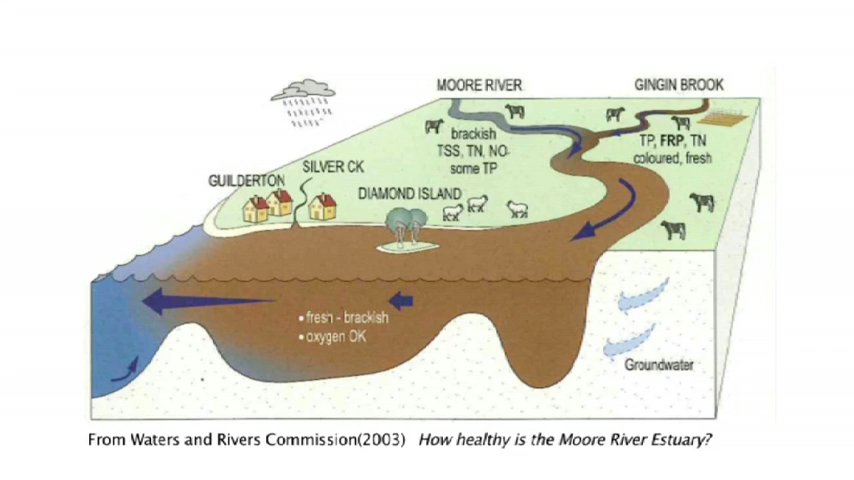 MOORE RIVER
GINGIN BROOK
brackish
TSS, TN, NO
some TP
TP, FRP, TN
coloured, fresh
SILVER CK
GUILDERTON
DIAMOND ISLAND
• fresh - brackish
• oxygen OK
Groundwater
From Waters and Rivers Commission(2003) How healthy is the Moore River Estuary?